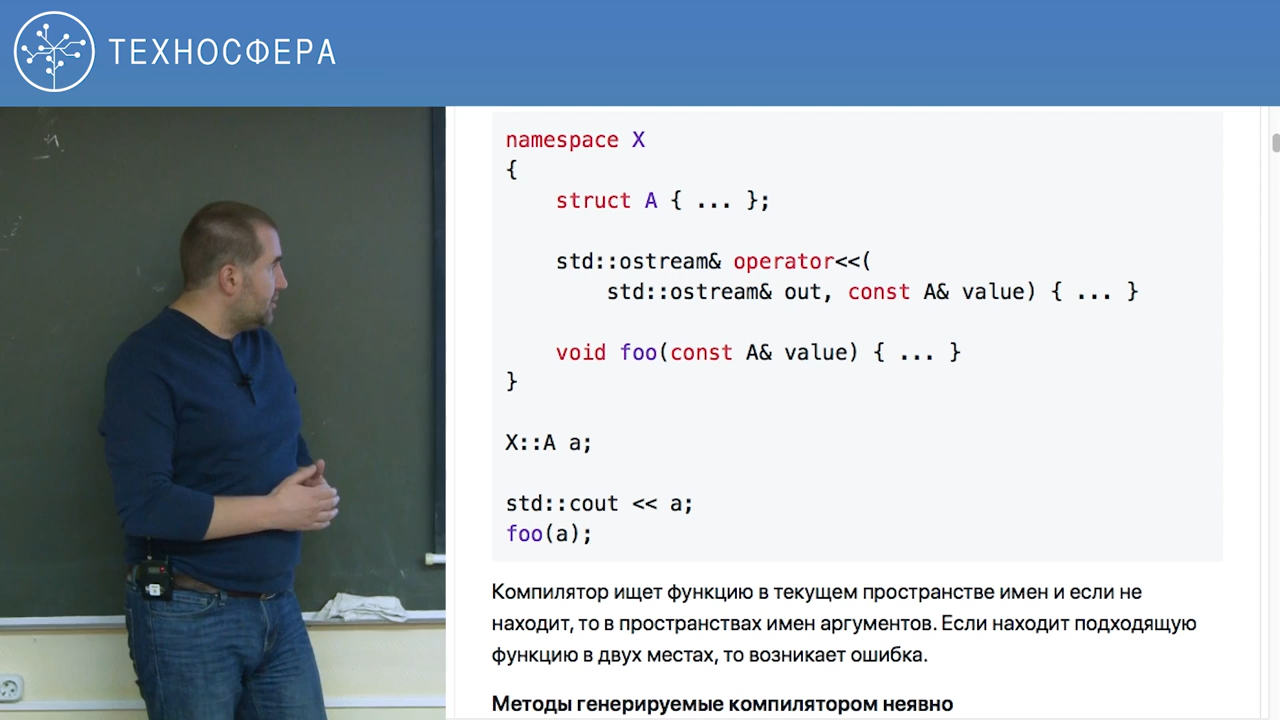 ТЕХНОСФЕРА
namespace X
{
    struct A { ... };
    std::ostream& operator<<(
        std::ostream& out, const A& value) { ... }
    void foo(const A& value) { ... }
}
X::A a;
std::cout << a;
foo(a);
Компилятор ищет функцию в текущем пространстве имен и если не
находит, то в пространствах имен аргументов. Если находит подходящую
функцию в двух местах, то возникает ошибка.
Методы генерируемые компилятором неявно